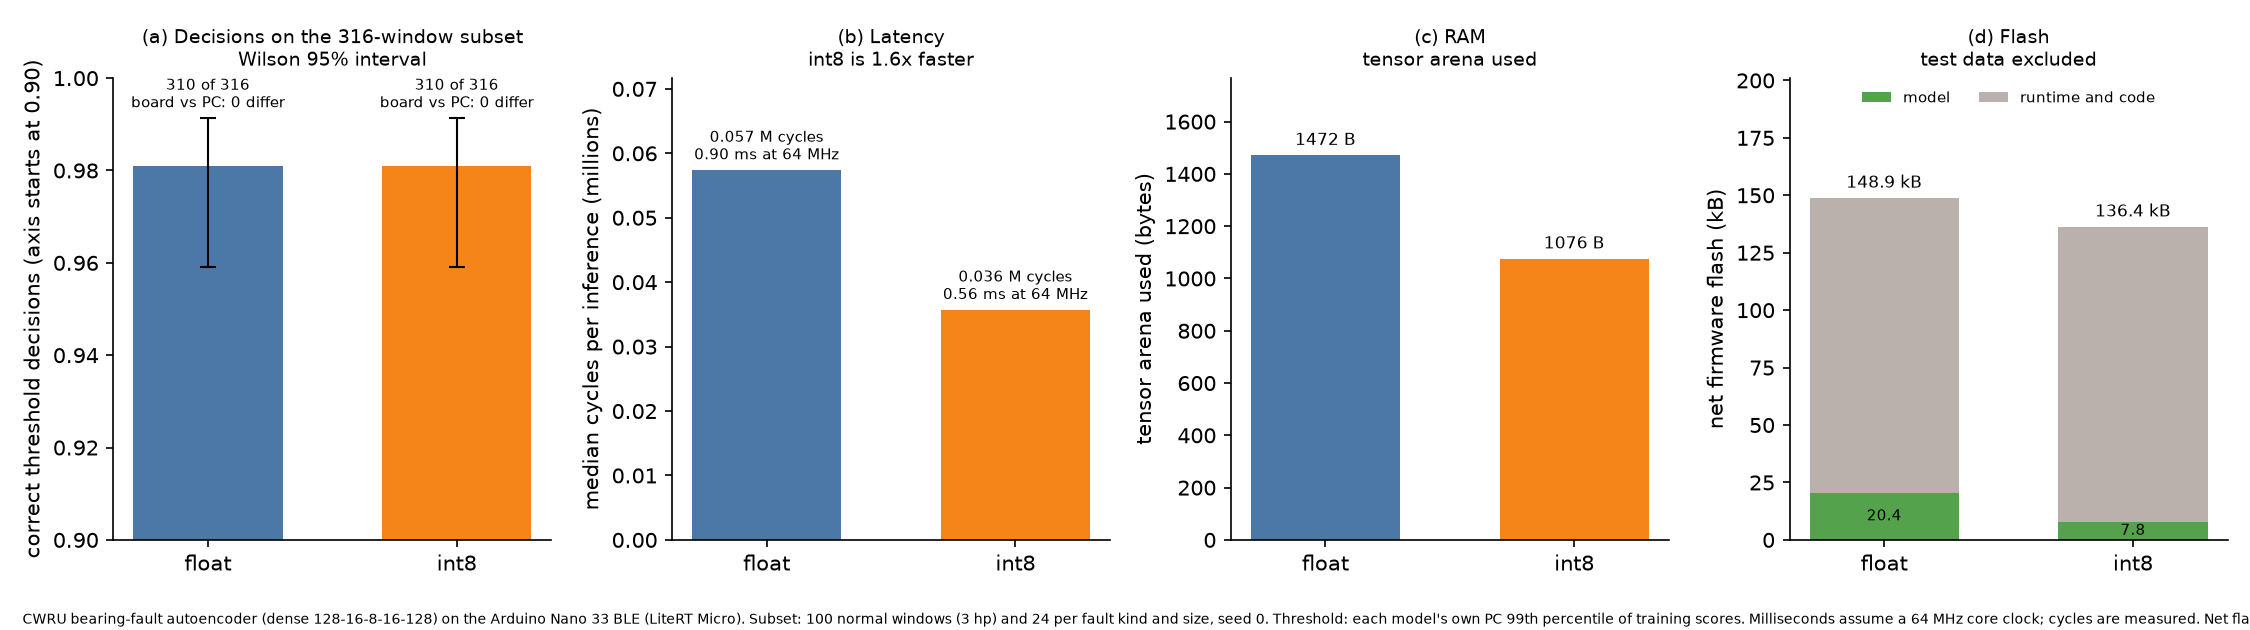 (a) Decisions on the 316-window subset
Wilson 95% interval
correct threshold decisions (axis starts at 0.90)
1.00
0.98
0.96
0.94
0.92
0.90
310 of 316
board vs PC: 0 differ
310 of 316
board vs PC: 0 differ
float
int8
(b) Latency
int8 is 1.6x faster
median cycles per inference (millions)
0.07
0.06
0.05
0.04
0.03
0.02
0.01
0.00
0.057 M cycles
0.90 ms at 64 MHz
0.036 M cycles
0.56 ms at 64 MHz
float
int8
(c) RAM
tensor arena used
tensor arena used (bytes)
1600
1400
1200
1000
800
600
400
200
0
1472 B
1076 B
float
int8
(d) Flash
test data excluded
net firmware flash (kB)
200
175
150
125
100
75
50
25
0
model
runtime and code
148.9 kB
136.4 kB
20.4
7.8
float
int8
CWRU bearing-fault autoencoder (dense 128-16-8-16-128) on the Arduino Nano 33 BLE (LiteRT Micro). Subset: 100 normal windows (3 hp) and 24 per fault kind and size, seed 0. Threshold: each model's own PC 99th percentile of training scores. Milliseconds assume a 64 MHz core clock; cycles are measured. Net fla